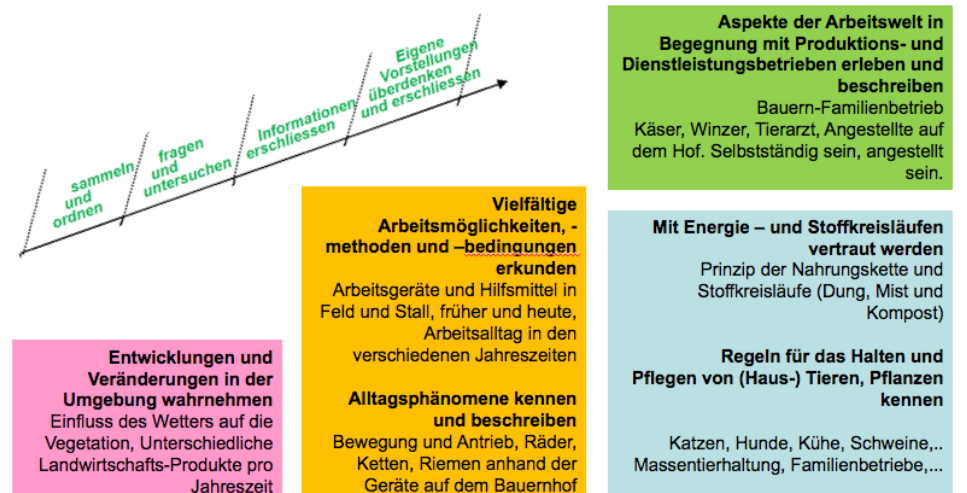 sammeln
und
ordnen
fragen
und
untersuchen
Informationen
erschliessen
Eigene
Vorstellungen
überdenken
und erschliessen
Aspekte der Arbeitswelt in
Begegnung mit Produktions- und
Dienstleistungsbetrieben erleben und
beschreiben
Bauern-Familienbetrieb
Käser, Winzer, Tierarzt, Angestellte auf
dem Hof. Selbstständig sein, angestellt
sein.
Vielfältige
Arbeitsmöglichkeiten, -
methoden und –bedingungen
erkunden
Arbeitsgeräte und Hilfsmittel in
Feld und Stall, früher und heute,
Arbeitsalltag in den
verschiedenen Jahreszeiten
Alltagsphänomene kennen
und beschreiben
Bewegung und Antrieb, Räder,
Ketten, Riemen anhand der
Geräte auf dem Bauernhof
Mit Energie – und Stoffkreisläufen
vertraut werden
Prinzip der Nahrungskette und
Stoffkreisläufe (Dung, Mist und
Kompost)
Regeln für das Halten und
Pflegen von (Haus-) Tieren, Pflanzen
kennen
Katzen, Hunde, Kühe, Schweine,..
Massentierhaltung, Familienbetriebe,...
Entwicklungen und
Veränderungen in der
Umgebung wahrnehmen
Einfluss des Wetters auf die
Vegetation, Unterschiedliche
Landwirtschafts-Produkte pro
Jahreszeit